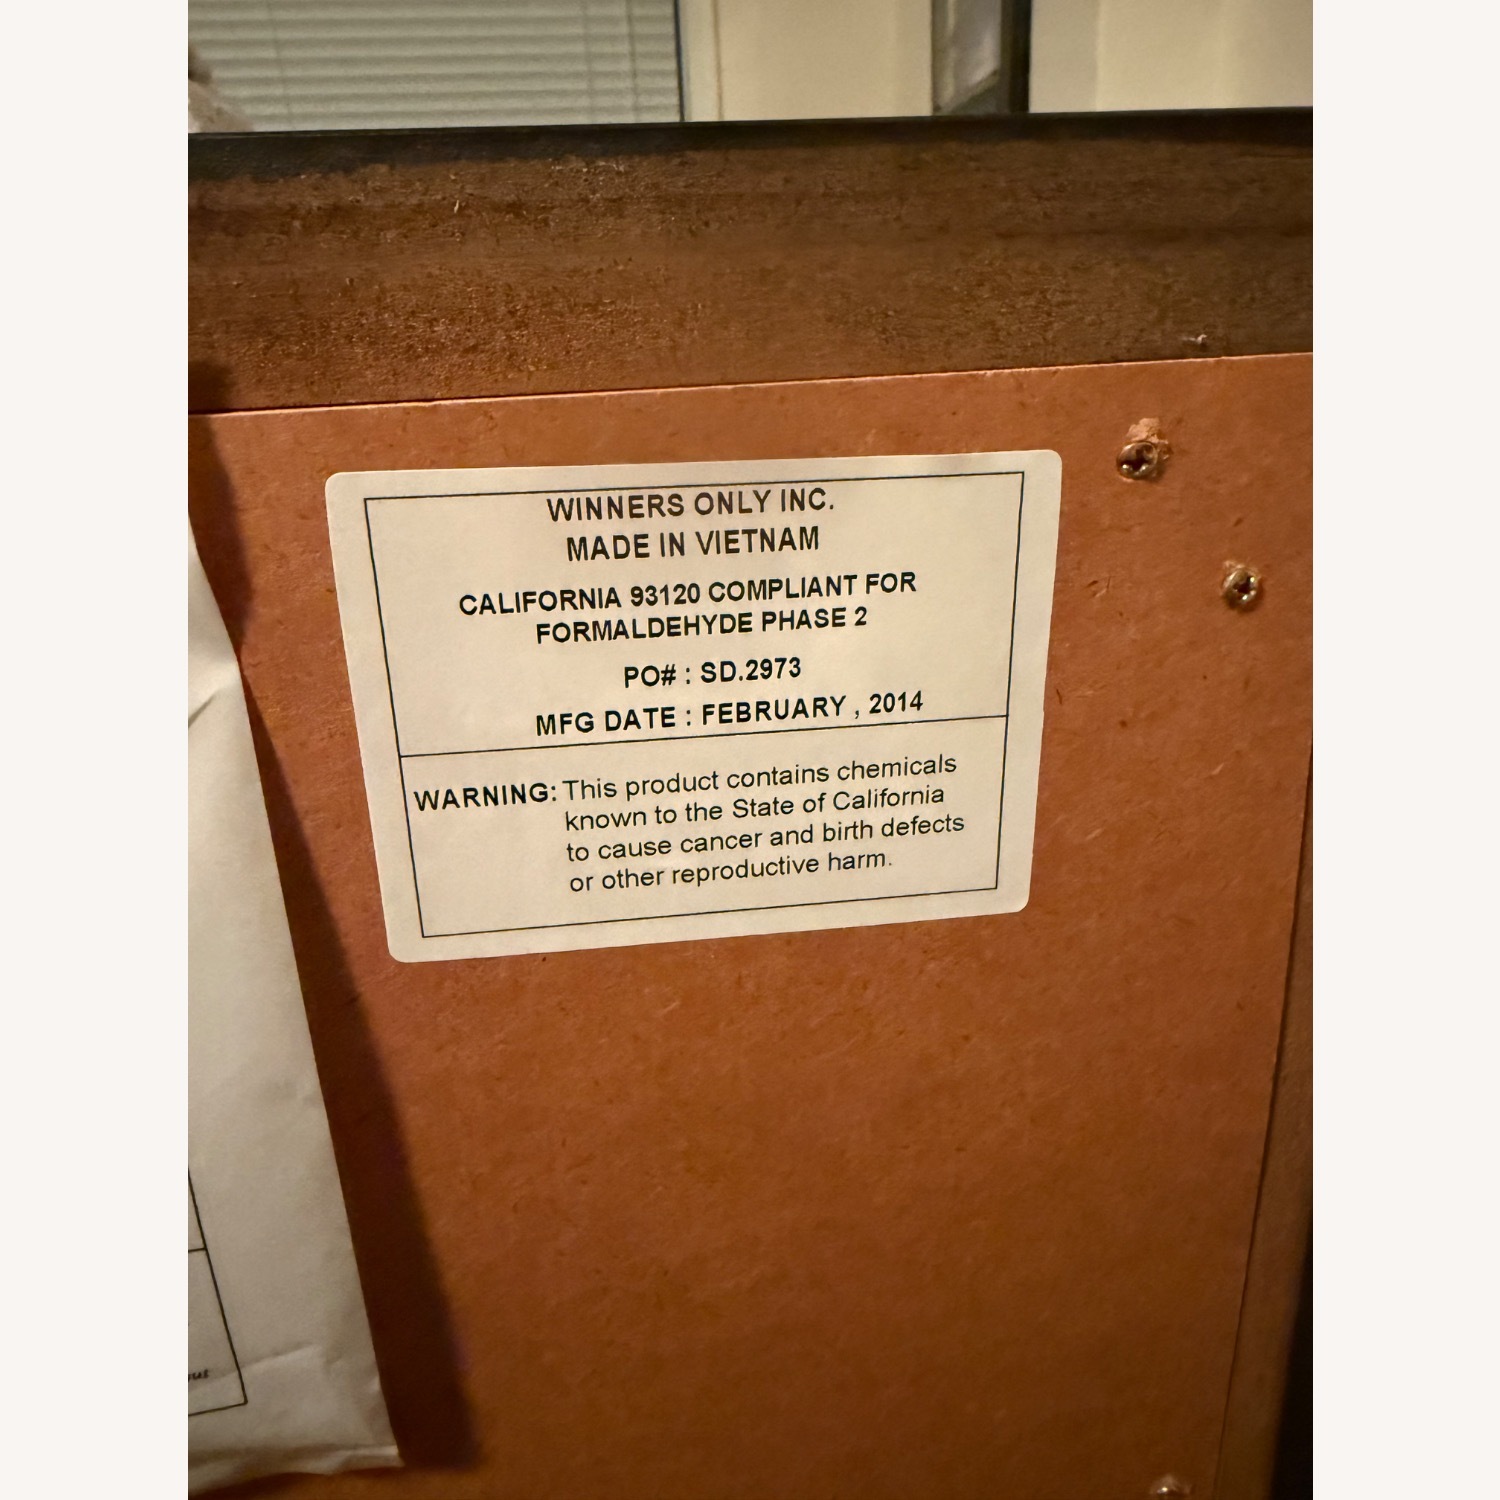 WINNERS ONLY INC.
MADE IN VIETNAM
CALIFORNIA 93120 COMPLIANT FOR
FORMALDEHYDE PHASE 2
PO# : SD.2973
MFG DATE : FEBRUARY , 2014
WARNING: This product contains chemicals
known to the State of California
to cause cancer and birth defects
or other reproductive harm.